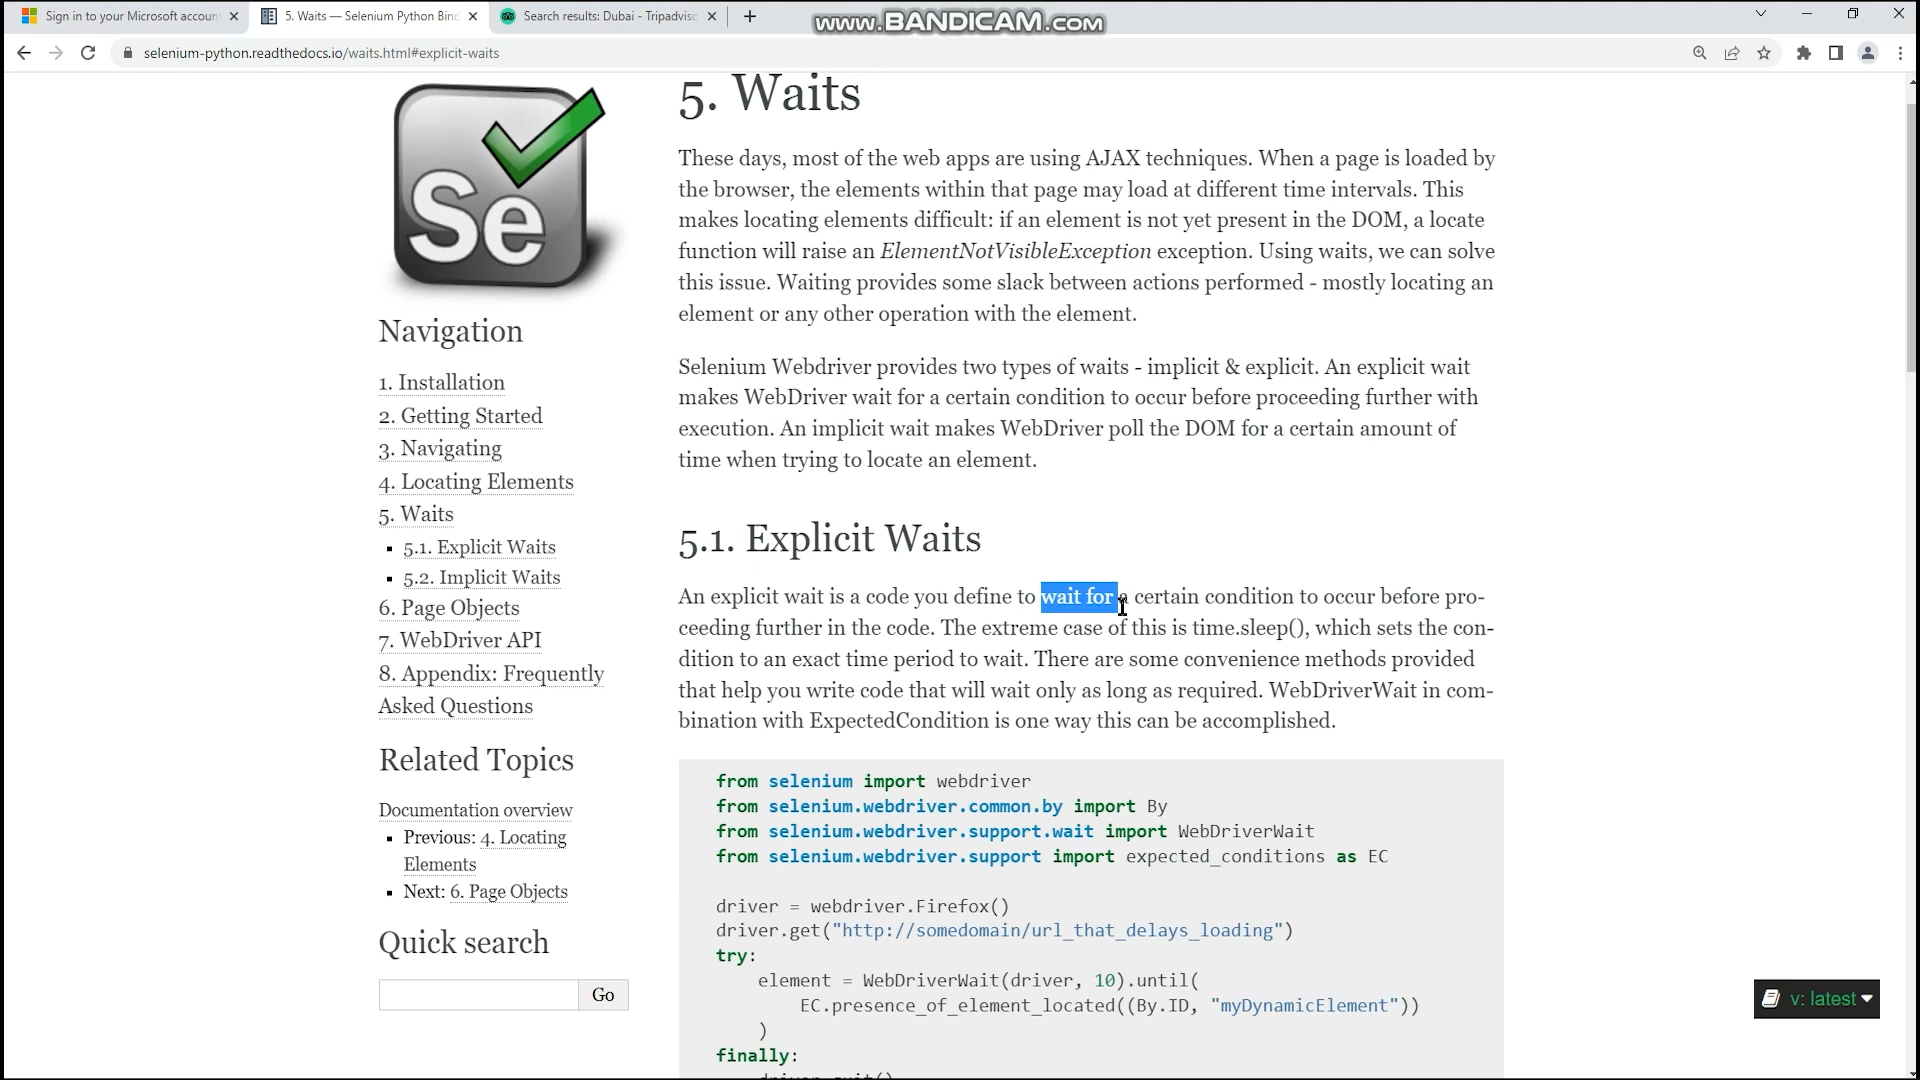 Sign in to your Microsoft accoun
5. Waits — Selenium Python Bind
Search results: Dubai - Tripadvisc
www.BANDICAM.com
selenium-python.readthedocs.io/waits.html#explicit-waits
Se
Navigation
1. Installation
2. Getting Started
3. Navigating
4. Locating Elements
5. Waits
▪ 5.1. Explicit Waits
▪ 5.2. Implicit Waits
6. Page Objects
7. WebDriver API
8. Appendix: Frequently
Asked Questions
Related Topics
Documentation overview
▪ Previous: 4. Locating
Elements
▪ Next: 6. Page Objects
Quick search
Go
5. Waits
These days, most of the web apps are using AJAX techniques. When a page is loaded by
the browser, the elements within that page may load at different time intervals. This
makes locating elements difficult: if an element is not yet present in the DOM, a locate
function will raise an ElementNotVisibleException exception. Using waits, we can solve
this issue. Waiting provides some slack between actions performed - mostly locating an
element or any other operation with the element.
Selenium Webdriver provides two types of waits - implicit & explicit. An explicit wait
makes WebDriver wait for a certain condition to occur before proceeding further with
execution. An implicit wait makes WebDriver poll the DOM for a certain amount of
time when trying to locate an element.
5.1. Explicit Waits
An explicit wait is a code you define to wait for a certain condition to occur before pro-
ceeding further in the code. The extreme case of this is time.sleep(), which sets the con-
dition to an exact time period to wait. There are some convenience methods provided
that help you write code that will wait only as long as required. WebDriverWait in com-
bination with ExpectedCondition is one way this can be accomplished.
from selenium import webdriver
from selenium.webdriver.common.by import By
from selenium.webdriver.support.wait import WebDriverWait
from selenium.webdriver.support import expected_conditions as EC
driver = webdriver.Firefox()
driver.get("http://somedomain/url_that_delays_loading")
try:
    element = WebDriverWait(driver, 10).until(
        EC.presence_of_element_located((By.ID, "myDynamicElement"))
    )
finally:
    driver.quit()
v: latest